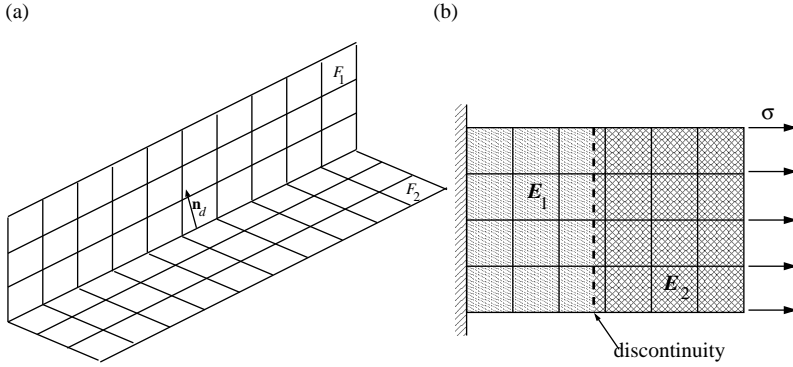 (a)
(b)
F1
F2
nd
σ
E1
E2
discontinuity